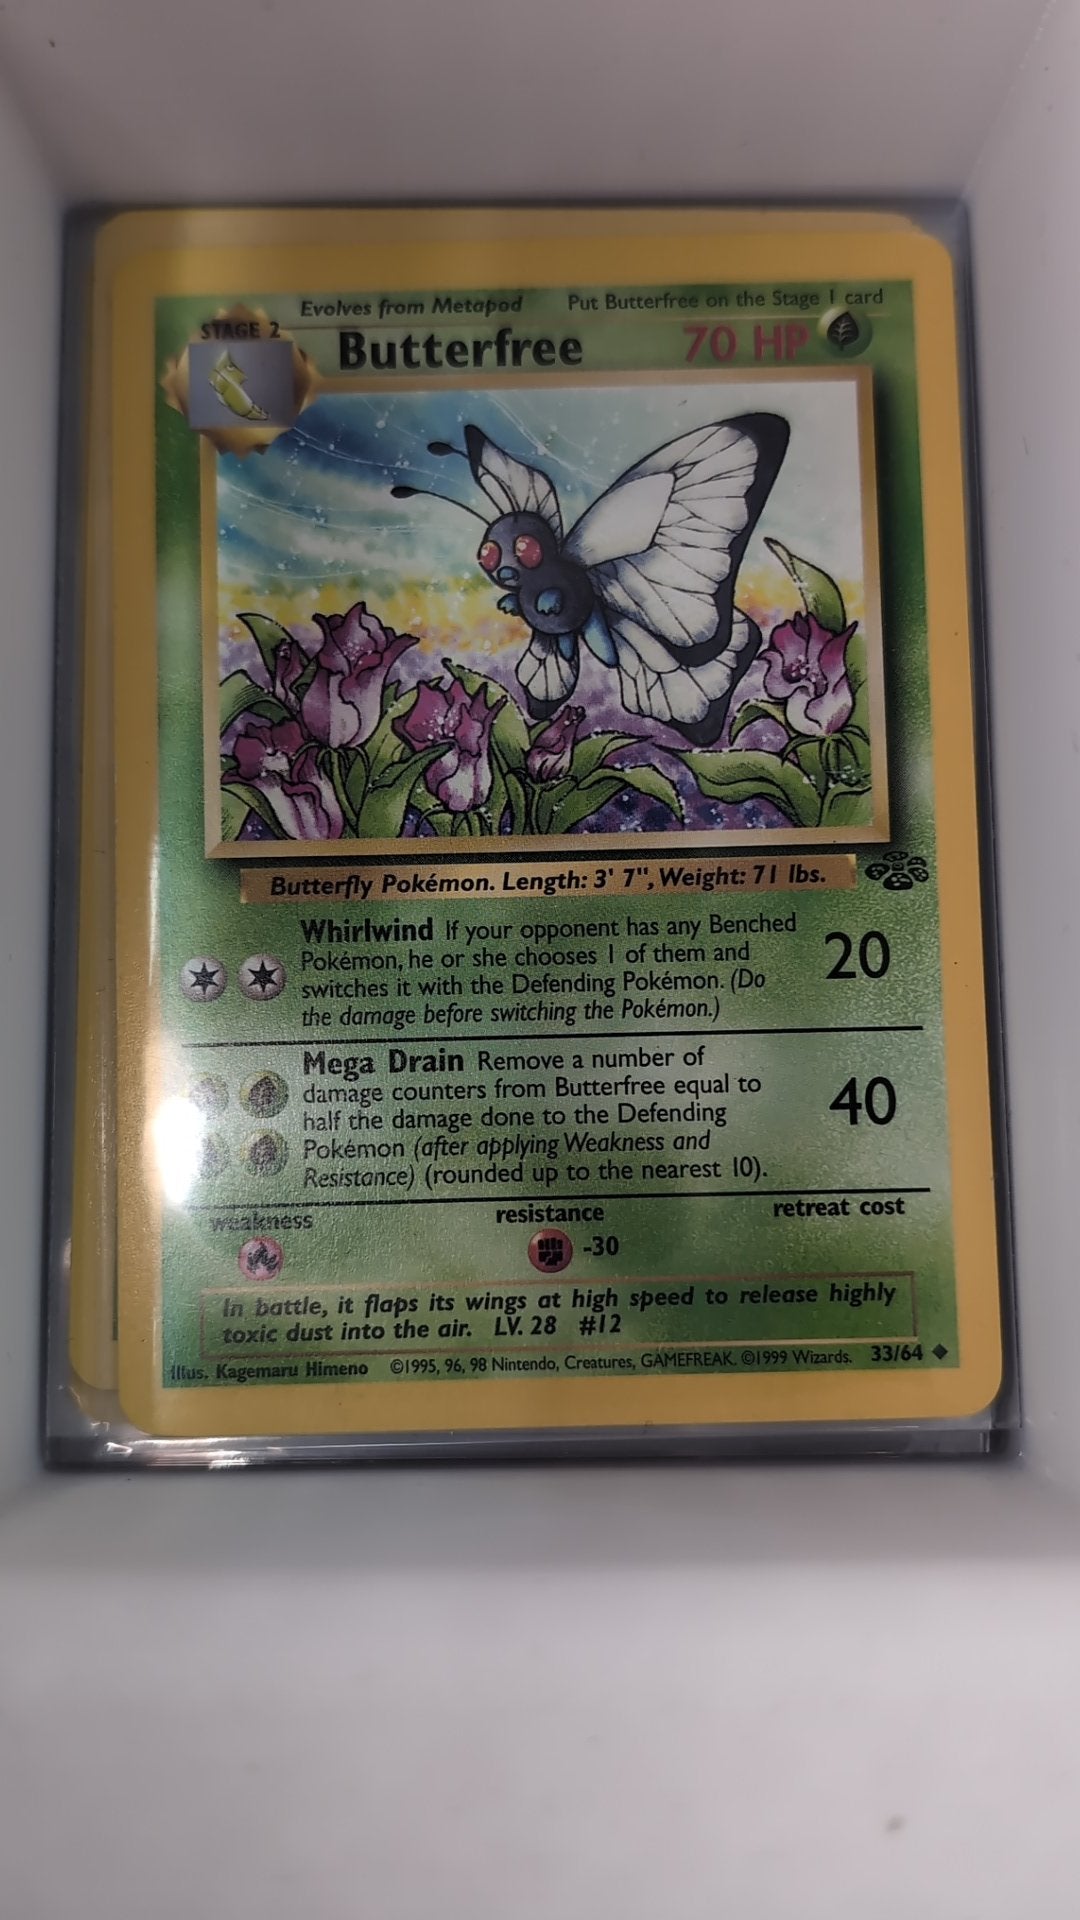 Evolves from Metapod Put Butterfree on the Stage 1 card
STAGE 2
Butterfree 70 HP
Butterfly Pokémon. Length: 3' 7", Weight: 71 lbs.
Whirlwind If your opponent has any Benched
Pokémon, he or she chooses 1 of them and
switches it with the Defending Pokémon. (Do
the damage before switching the Pokémon.)
20
Mega Drain Remove a number of
damage counters from Butterfree equal to
half the damage done to the Defending
Pokémon (after applying Weakness and
Resistance) (rounded up to the nearest 10).
40
weakness resistance retreat cost
-30
In battle, it flaps its wings at high speed to release highly
toxic dust into the air. LV. 28 #12
Illus. Kagemaru Himeno ©1995, 96, 98 Nintendo, Creatures, GAMEFREAK. ©1999 Wizards. 33/64